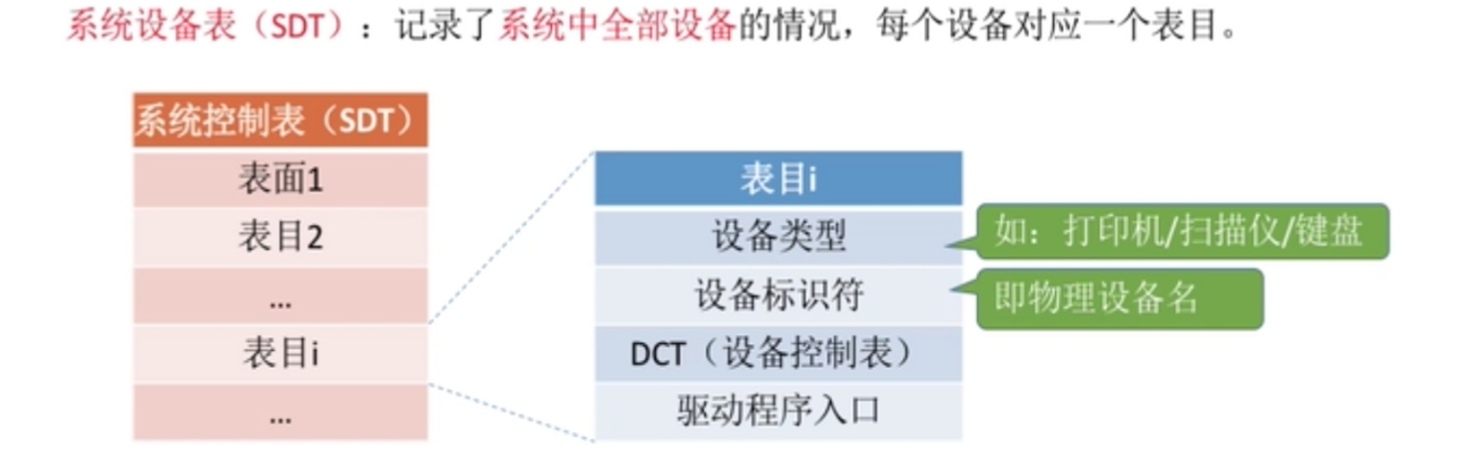 系统设备表（SDT）：记录了系统中全部设备的情况，每个设备对应一个表目。
系统控制表（SDT）
表面1
表目2
...
表目i
...
表目i
设备类型
设备标识符
DCT（设备控制表）
驱动程序入口
如：打印机/扫描仪/键盘
即物理设备名